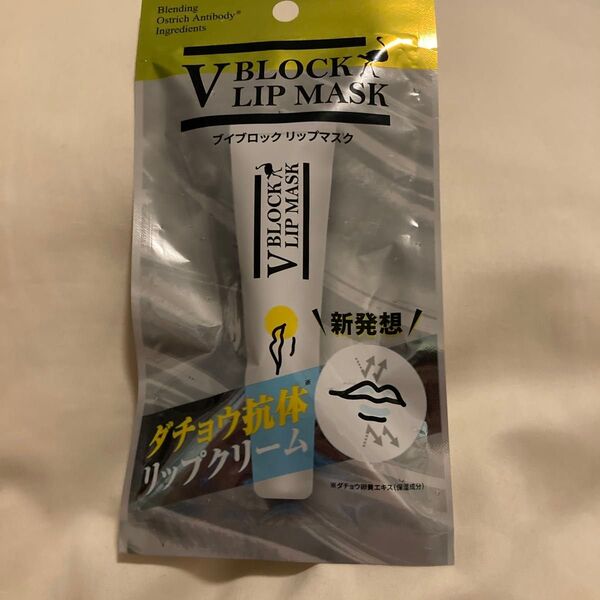 Blending
Ostrich Antibody※
Ingredients
V BLOCK
LIP MASK
ブイブロック リップマスク
V BLOCK
LIP MASK
新発想
ダチョウ抗体※
リップクリーム
※ダチョウ卵黄エキス(保湿成分)